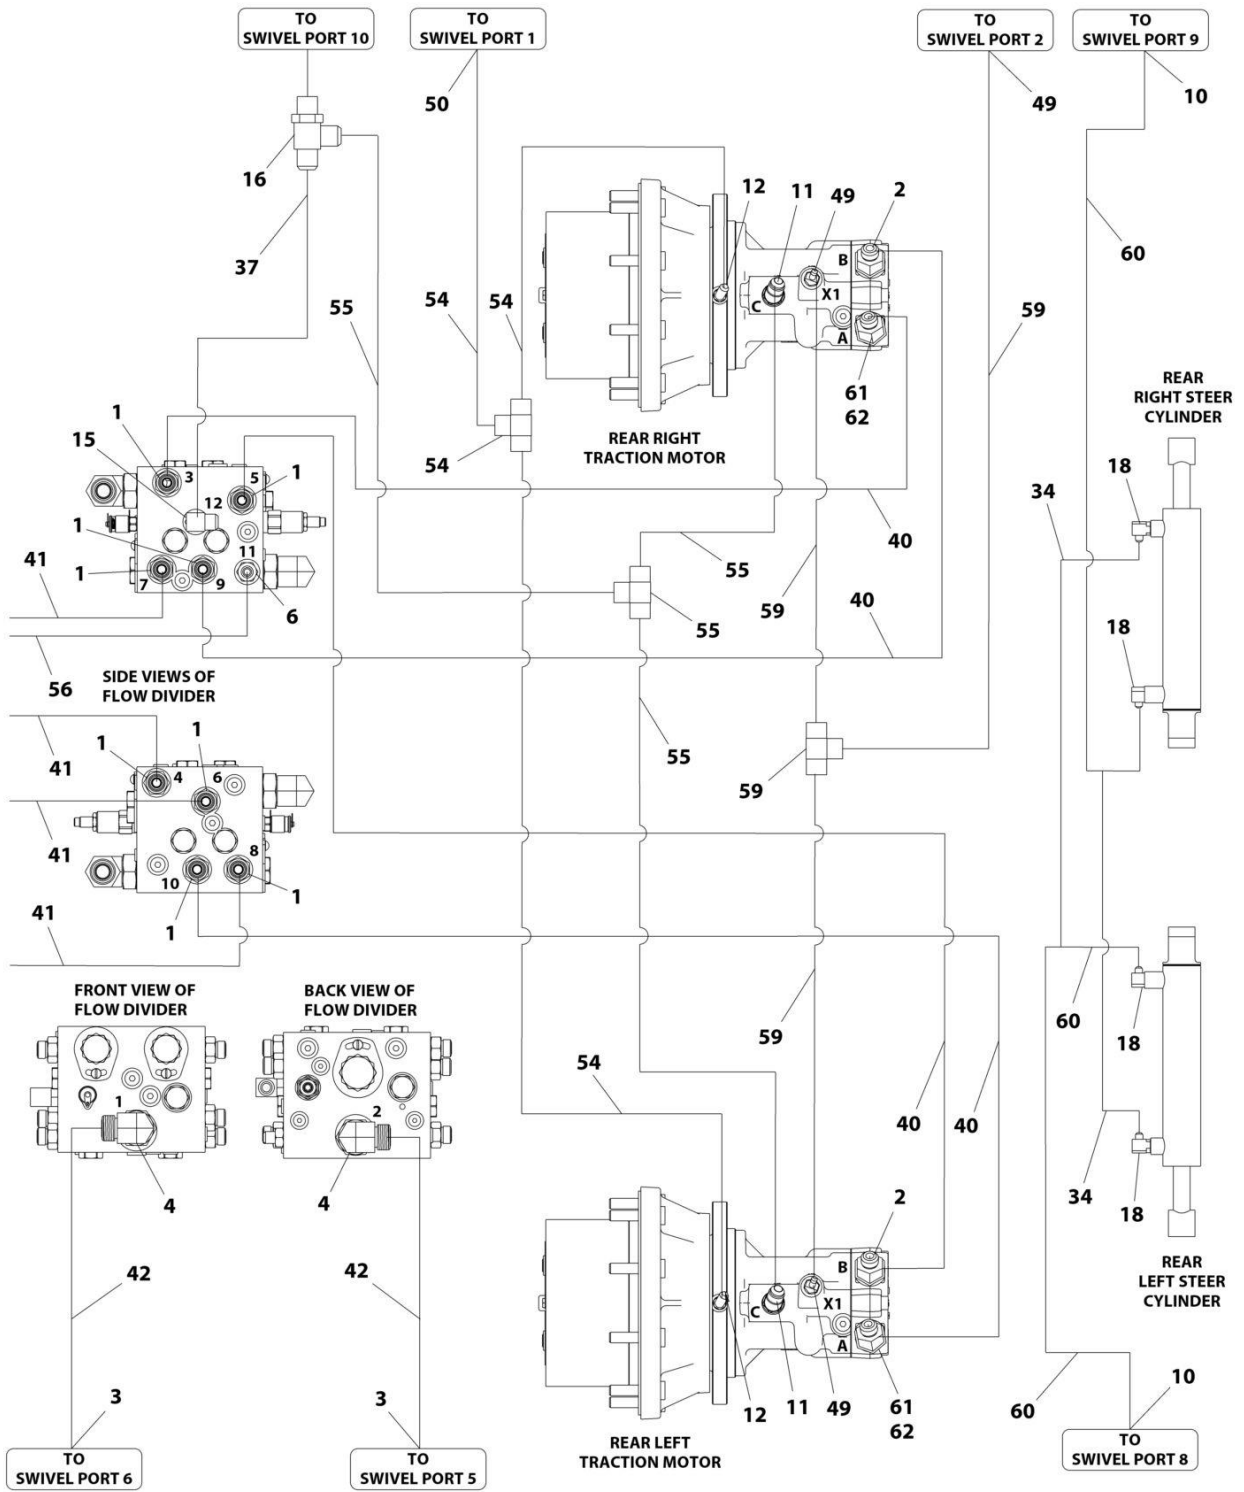 TO
SWIVEL PORT 10
TO
SWIVEL PORT 1
TO
SWIVEL PORT 2
TO
SWIVEL PORT 9
50
49
10
16
12
11
49
2
37
B
60
X1
C
55
54
54
59
A
61
62
REAR
RIGHT STEER
CYLINDER
1
15
REAR RIGHT
TRACTION MOTOR
54
18
3
5
1
12
34
1
40
11
41
1
55
7
9
6
59
40
55
18
56
SIDE VIEWS OF
FLOW DIVIDER
1
1
55
41
4
6
59
41
8
10
1
41
1
FRONT VIEW OF
FLOW DIVIDER
BACK VIEW OF
FLOW DIVIDER
60
59
18
54
1
2
40
40
4
4
34
18
2
42
42
B
REAR
LEFT STEER
CYLINDER
X1
C
A
3
3
12
11
49
61
62
60
10
TO
SWIVEL PORT 6
TO
SWIVEL PORT 5
REAR LEFT
TRACTION MOTOR
TO
SWIVEL PORT 8